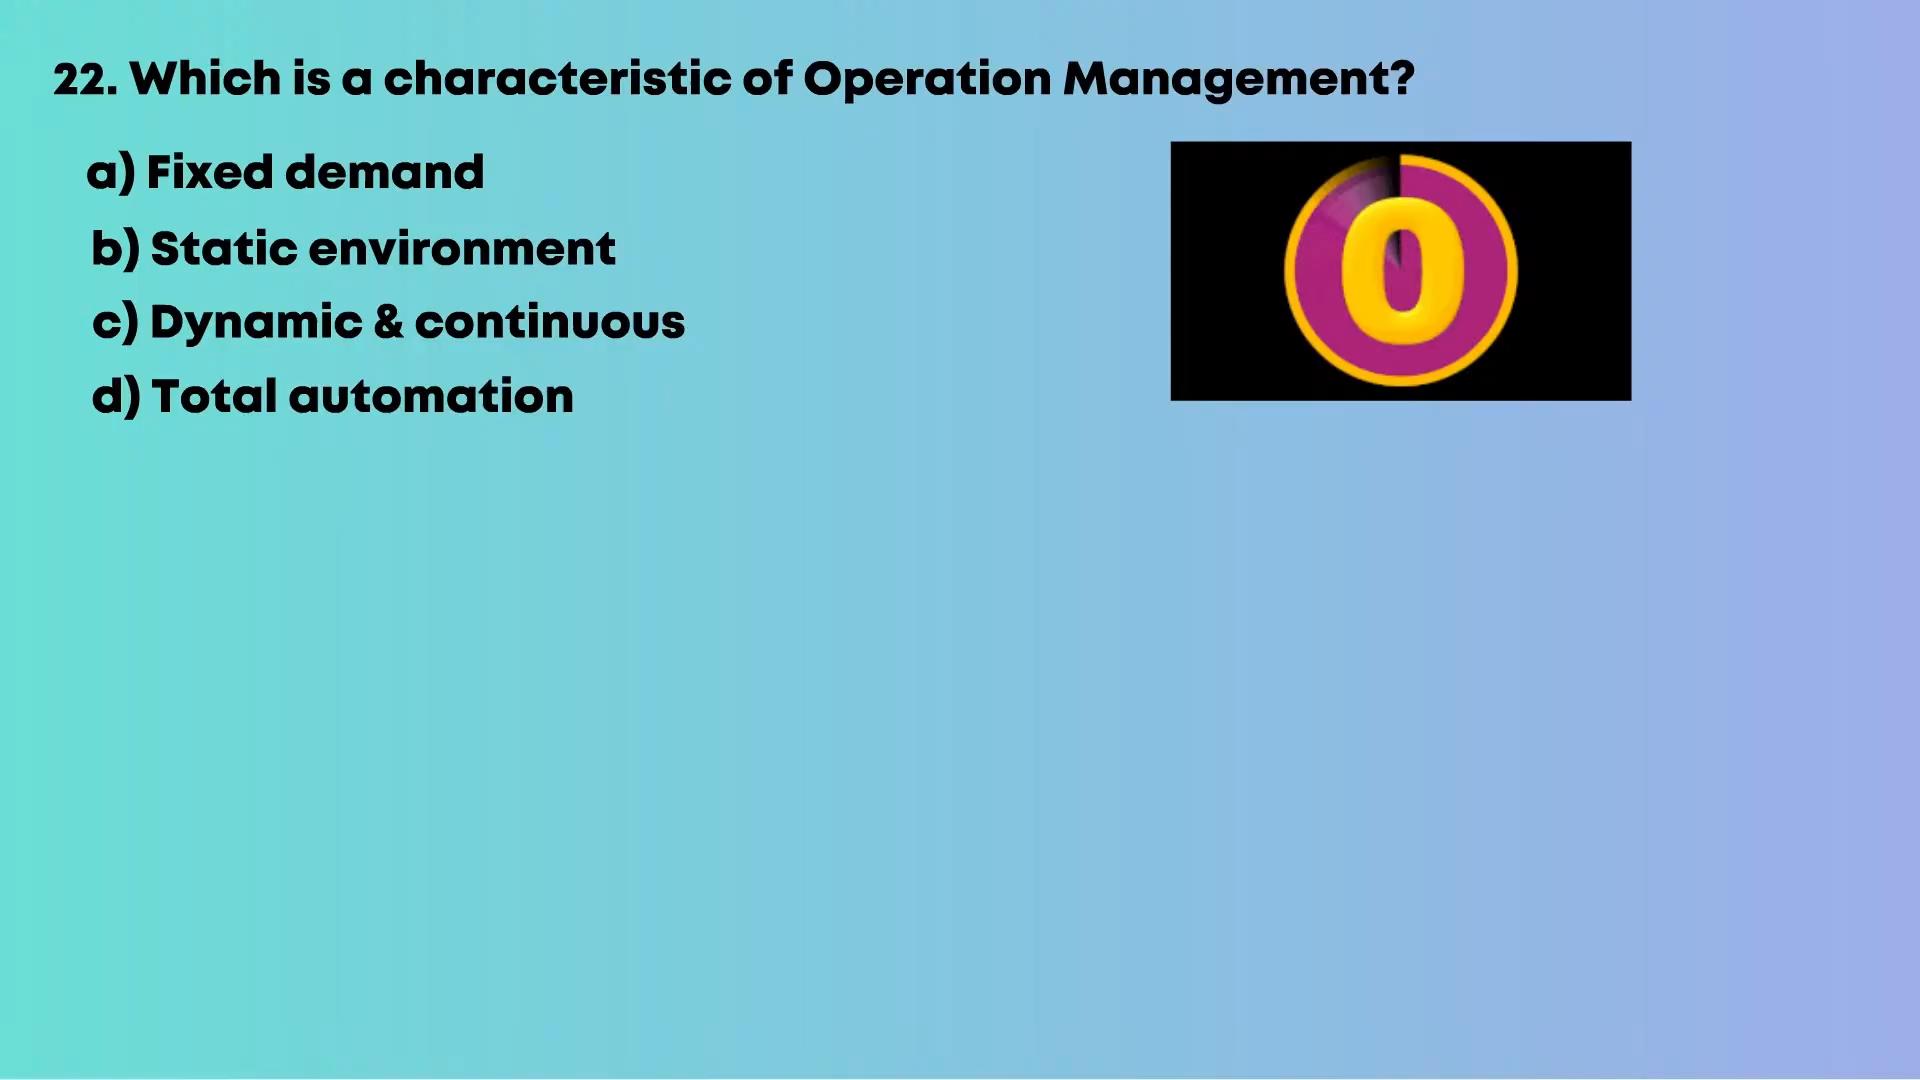 22. Which is a characteristic of Operation Management?
a) Fixed demand
b) Static environment
c) Dynamic & continuous
d) Total automation
0